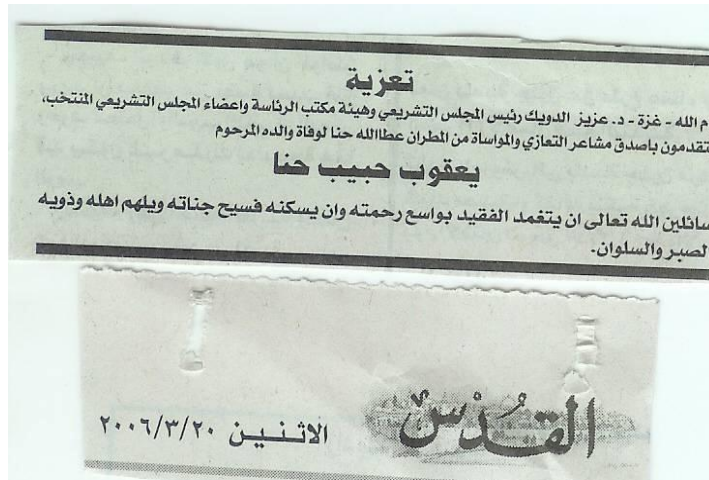 تعزية
م الله - غزة - د. عزيز الدويك رئيس المجلس التشريعي وهيئة مكتب الرئاسة واعضاء المجلس التشريعي المنتخب،
تقدمون باصدق مشاعر التعازي والمواساة من المطران عطاالله حنا لوفاة والده المرحوم
يعقوب حبيب حنا
سائلين الله تعالى ان يتغمد الفقيد بواسع رحمته وان يسكنه فسيح جناته ويلهم اهله وذويه
لصبر والسلوان.
القدس
الاثنين ٢٠٠٦/٣/٢٠